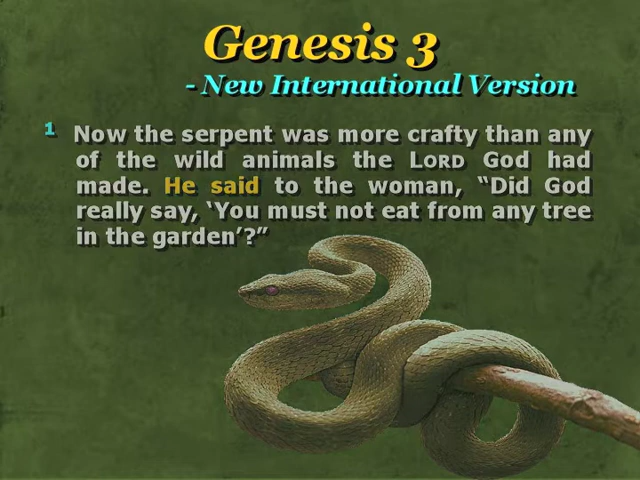 Genesis 3
- New International Version
1 Now the serpent was more crafty than any
of the wild animals the LORD God had
made. He said to the woman, “Did God
really say, ‘You must not eat from any tree
in the garden’?”